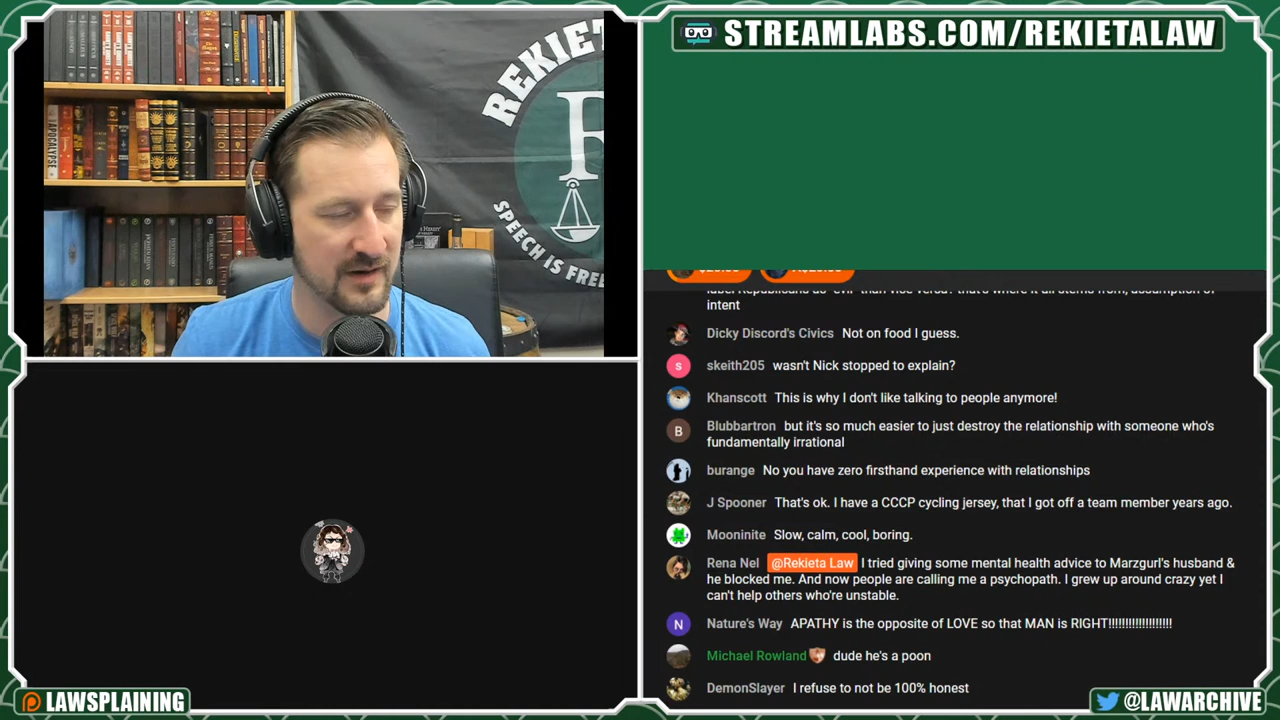 STREAMLABS.COM/REKIETALAW
REKIET
SPEECH IS FREE
APOCALYPSE
intent
Dicky Discord's Civics Not on food I guess.
skeith205 wasn't Nick stopped to explain?
Khanscott This is why I don't like talking to people anymore!
Blubbartron but it's so much easier to just destroy the relationship with someone who's
fundamentally irrational
burange No you have zero firsthand experience with relationships
J Spooner That's ok. I have a CCCP cycling jersey, that I got off a team member years ago.
Mooninite Slow, calm, cool, boring.
Rena Nel @Rekieta Law I tried giving some mental health advice to Marzgurl's husband &
he blocked me. And now people are calling me a psychopath. I grew up around crazy yet I
can't help others who're unstable.
Nature's Way APATHY is the opposite of LOVE so that MAN is RIGHT!!!!!!!!!!!!!!!!!!!
Michael Rowland dude he's a poon
DemonSlayer I refuse to not be 100% honest
LAWSPLAINING
@LAWARCHIVE